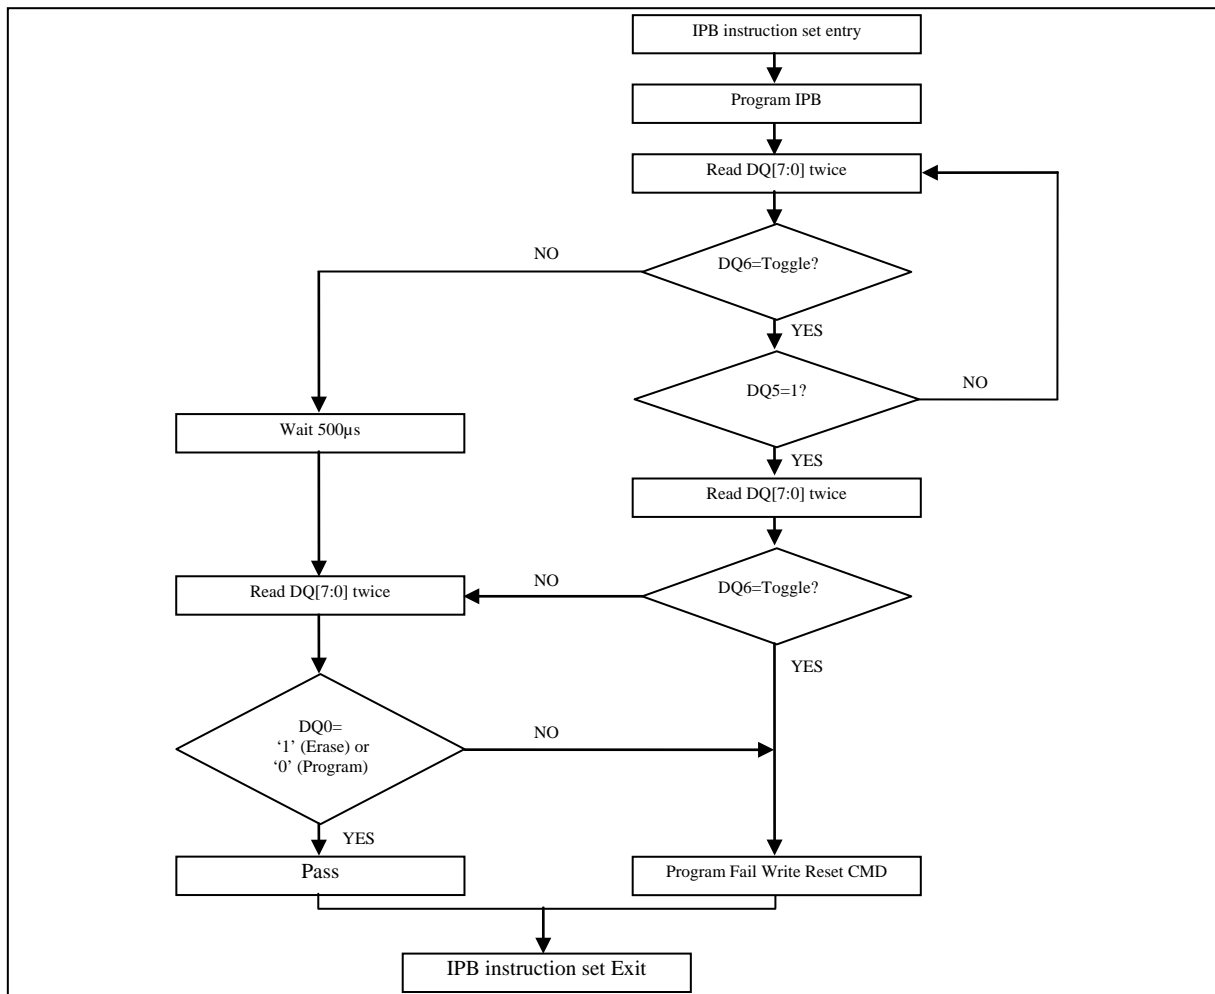 IPB instruction set entry
Program IPB
Read DQ[7:0] twice
NO
DQ6=Toggle?
YES
DQ5=1?
NO
Wait 500µs
YES
Read DQ[7:0] twice
NO
DQ6=Toggle?
Read DQ[7:0] twice
YES
DQ0=
‘1’ (Erase) or
‘0’ (Program)
NO
YES
Pass
Program Fail Write Reset CMD
IPB instruction set Exit